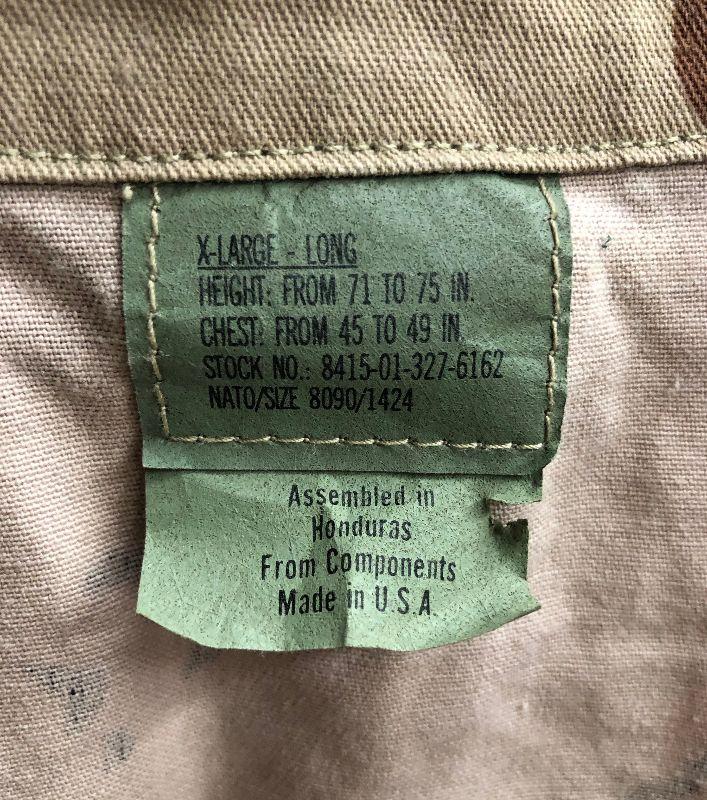 X-LARGE - LONG
HEIGHT: FROM 71 TO 75 IN.
CHEST: FROM 45 TO 49 IN.
STOCK NO.: 8415-01-327-6162
NATO/SIZE 8090/1424
Assembled in
Honduras
From Components
Made in U.S.A.